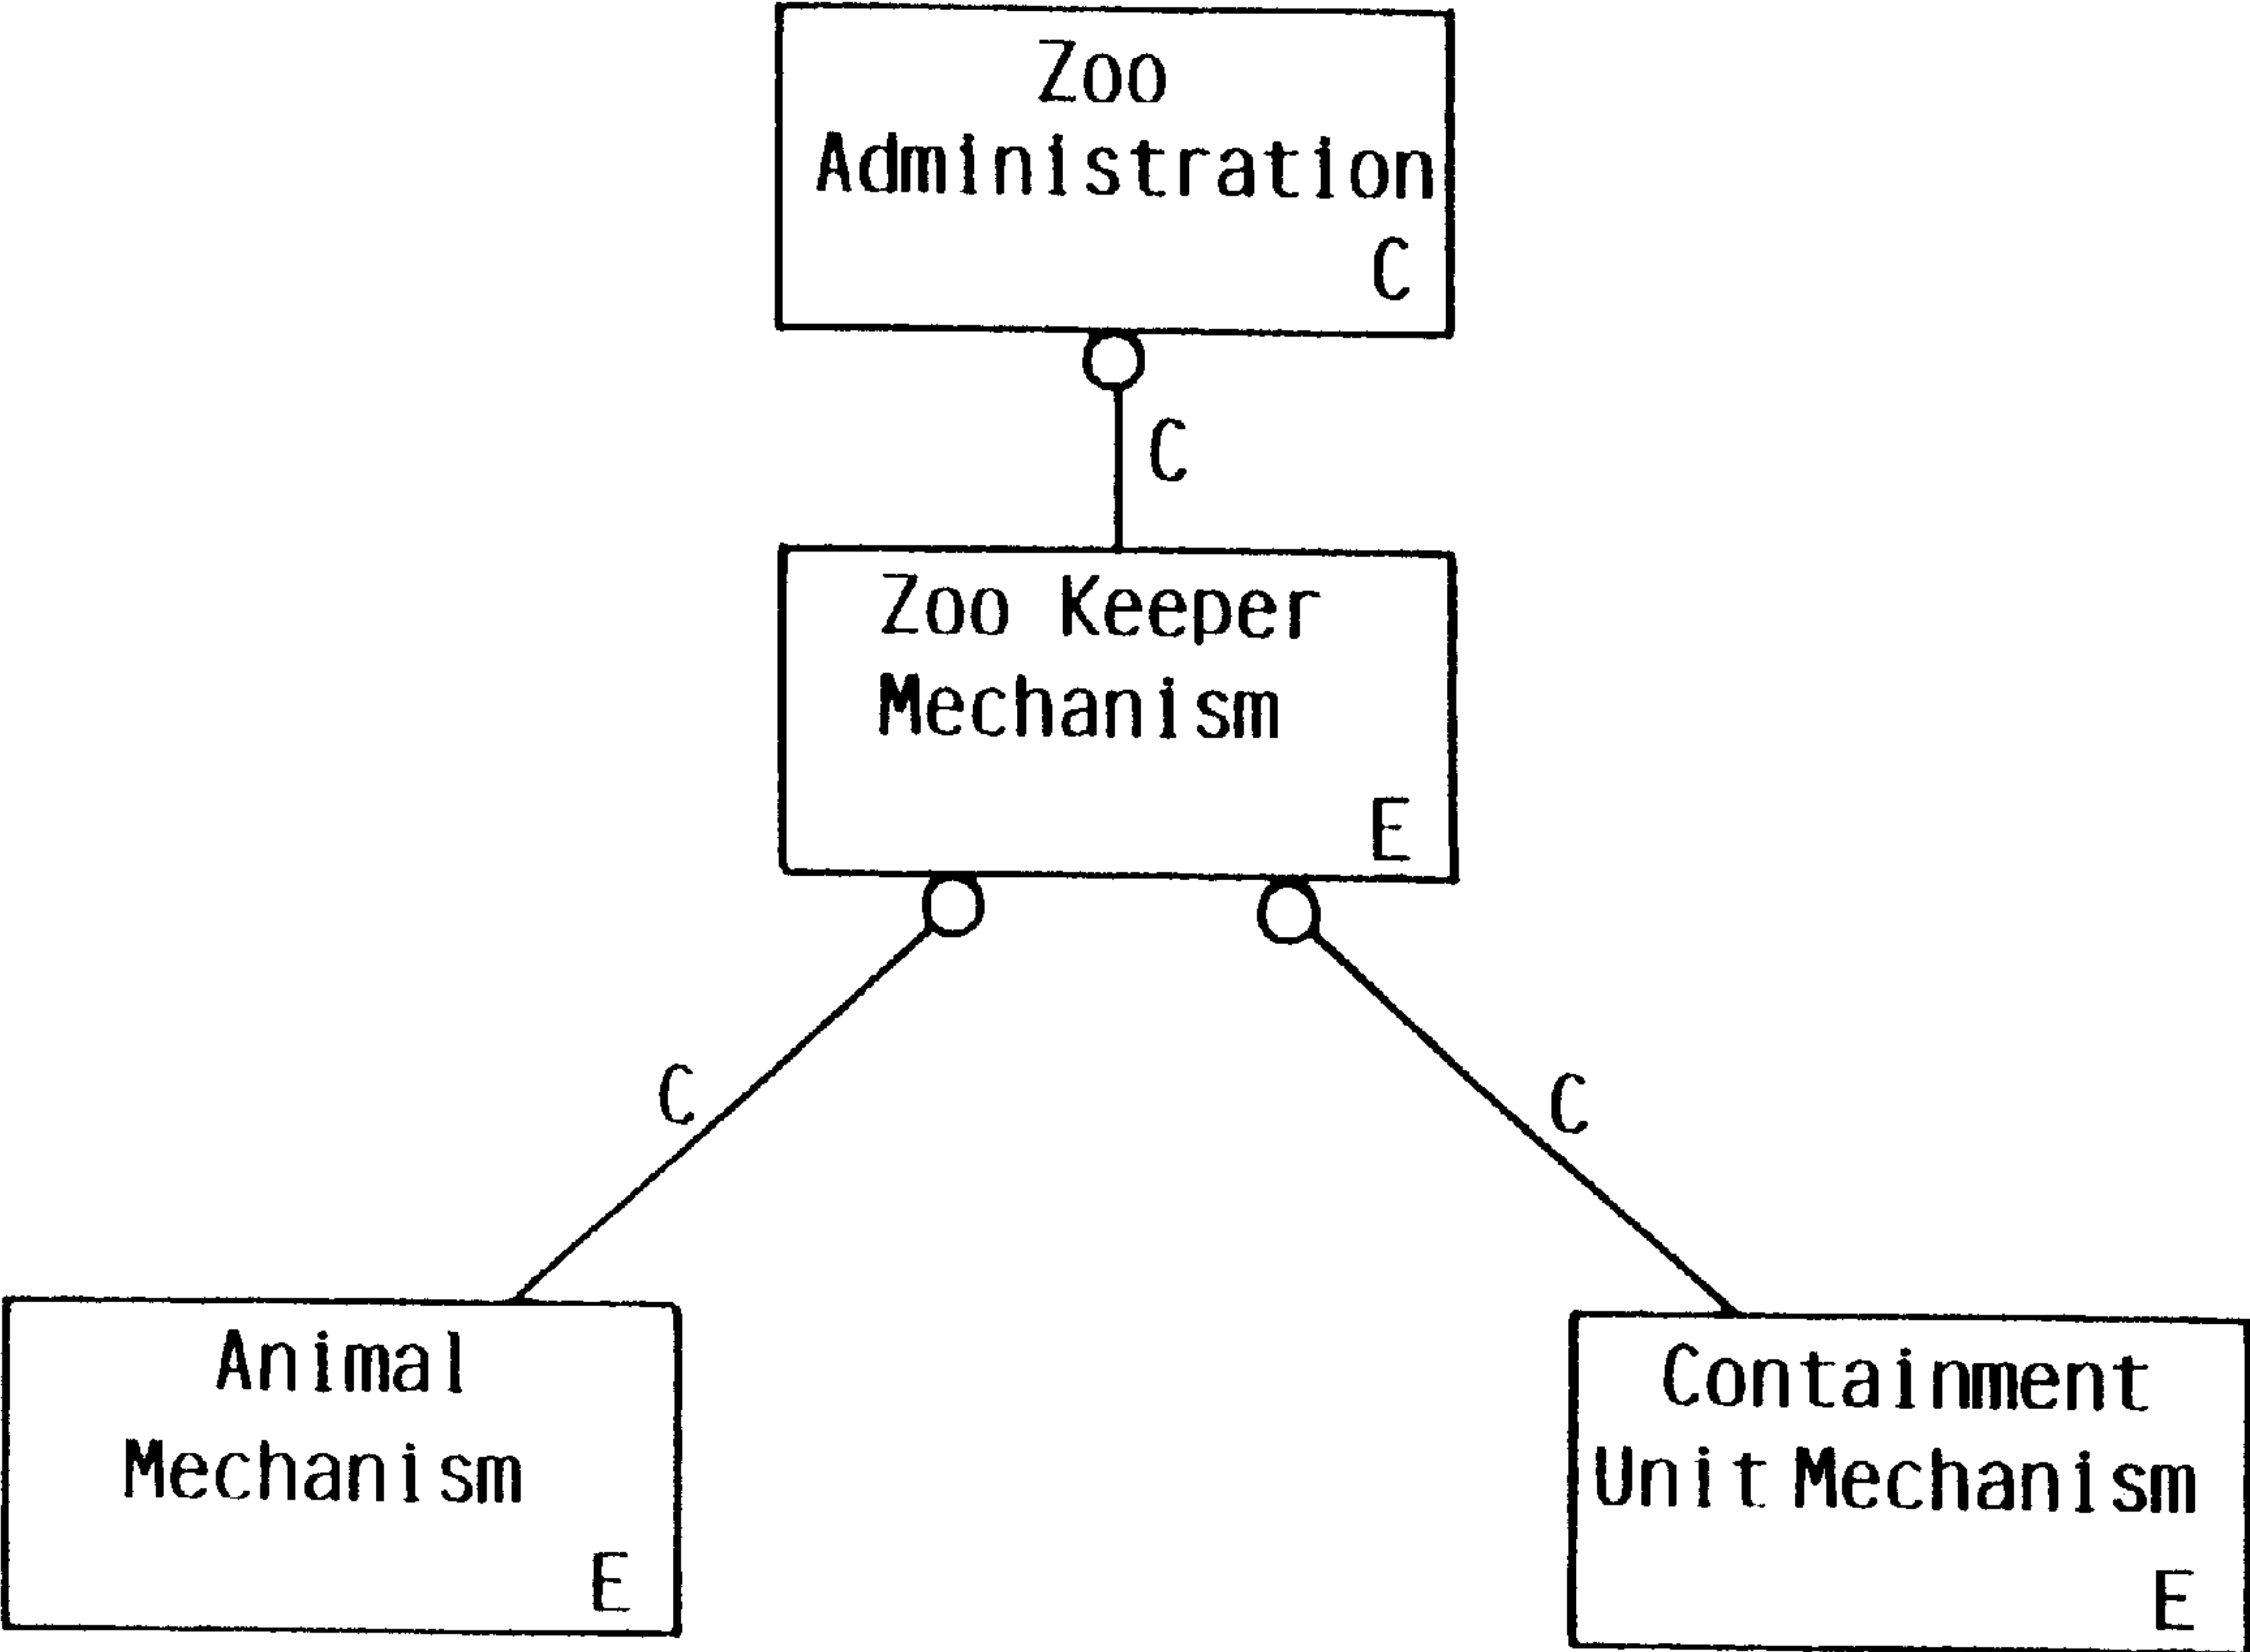 Zoo
Administration
C
C
Zoo Keeper
Mechanism
E
C
C
Animal
Mechanism
E
Containment
Unit Mechanism
E